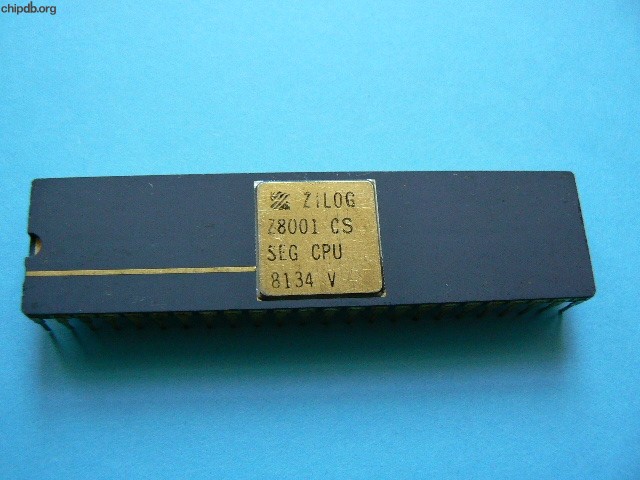 chipdb.org
ZILOG
Z8001 CS
SEG CPU
8134 V